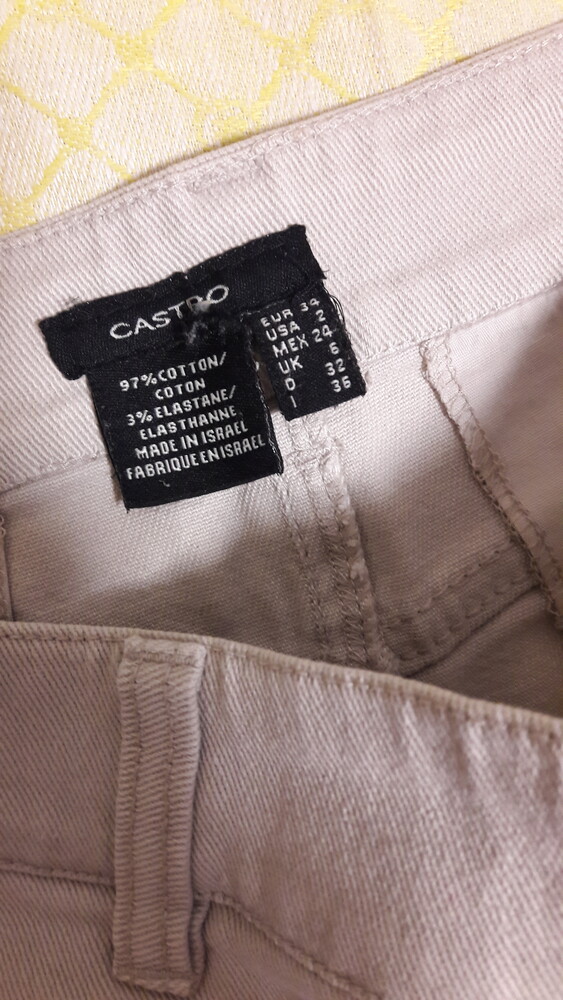 CASTRO
97% COTTON/
COTON
3% ELASTANE/
ELASTHANNE
MADE IN ISRAEL
FABRIQUE EN ISRAEL
EUR 34
USA 2
MEX 24
UK 6
D 32
I 36